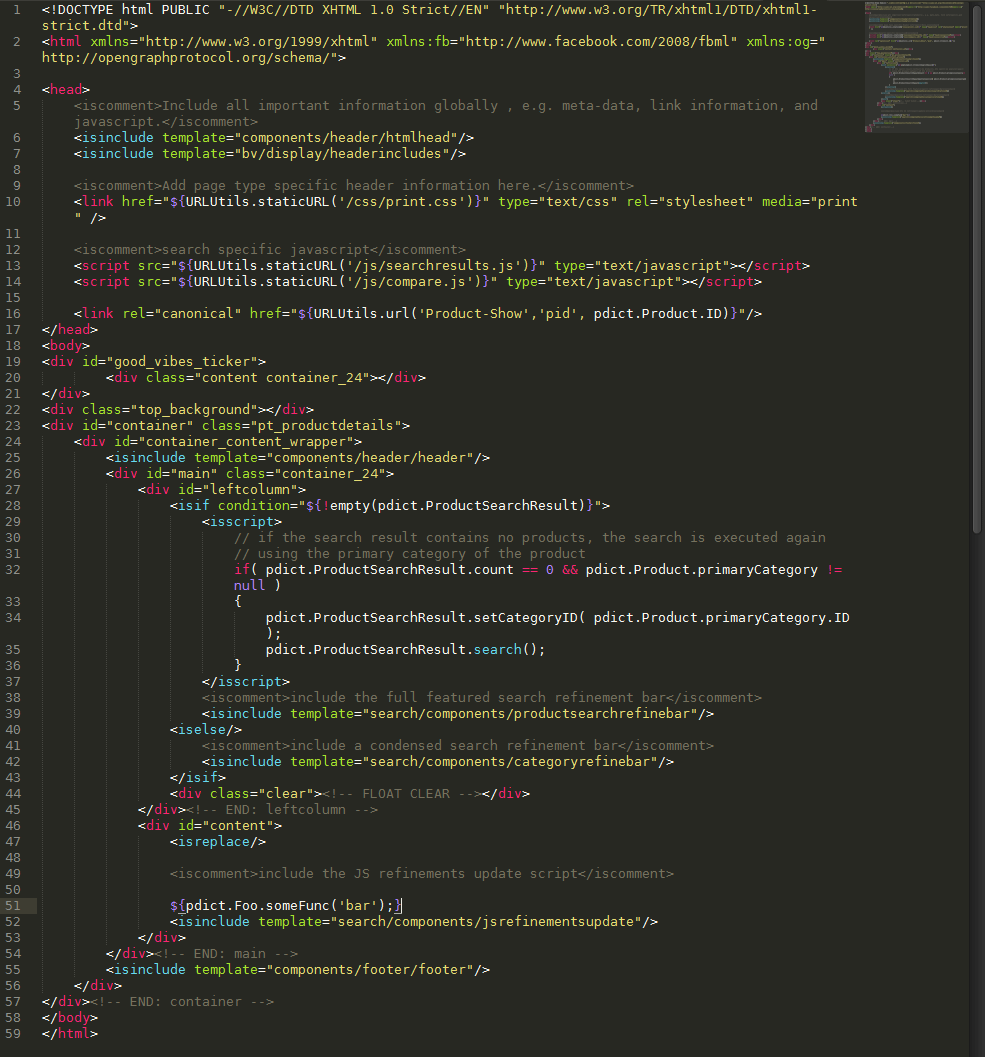 1 <!DOCTYPE html PUBLIC "-//W3C//DTD XHTML 1.0 Strict//EN" "http://www.w3.org/TR/xhtml1/DTD/xhtml1-
strict.dtd">
2 <html xmlns="http://www.w3.org/1999/xhtml" xmlns:fb="http://www.facebook.com/2008/fbml" xmlns:og="
http://opengraphprotocol.org/schema/">
3
4 <head>
5 <iscomment>Include all important information globally , e.g. meta-data, link information, and
javascript.</iscomment>
6 <isinclude template="components/header/htmlhead"/>
7 <isinclude template="bv/display/headerincludes"/>
8
9 <iscomment>Add page type specific header information here.</iscomment>
10 <link href="${URLUtils.staticURL('/css/print.css')}" type="text/css" rel="stylesheet" media="print
" />
11
12 <iscomment>search specific javascript</iscomment>
13 <script src="${URLUtils.staticURL('/js/searchresults.js')}" type="text/javascript"></script>
14 <script src="${URLUtils.staticURL('/js/compare.js')}" type="text/javascript"></script>
15
16 <link rel="canonical" href="${URLUtils.url('Product-Show','pid', pdict.Product.ID)}"/>
17 </head>
18 <body>
19 <div id="good_vibes_ticker">
20 <div class="content container_24"></div>
21 </div>
22 <div class="top_background"></div>
23 <div id="container" class="pt_productdetails">
24 <div id="container_content_wrapper">
25 <isinclude template="components/header/header"/>
26 <div id="main" class="container_24">
27 <div id="leftcolumn">
28 <isif condition="${!empty(pdict.ProductSearchResult)}">
29 <isscript>
30 // if the search result contains no products, the search is executed again
31 // using the primary category of the product
32 if( pdict.ProductSearchResult.count == 0 && pdict.Product.primaryCategory !=
null )
33 {
34 pdict.ProductSearchResult.setCategoryID( pdict.Product.primaryCategory.ID
);
35 pdict.ProductSearchResult.search();
36 }
37 </isscript>
38 <iscomment>include the full featured search refinement bar</iscomment>
39 <isinclude template="search/components/productsearchrefinebar"/>
40 <iselse/>
41 <iscomment>include a condensed search refinement bar</iscomment>
42 <isinclude template="search/components/categoryrefinebar"/>
43 </isif>
44 <div class="clear"><!-- FLOAT CLEAR --></div>
45 </div><!-- END: leftcolumn -->
46 <div id="content">
47 <isreplace/>
48
49 <iscomment>include the JS refinements update script</iscomment>
50
51 ${pdict.Foo.someFunc('bar');}
52 <isinclude template="search/components/jsrefinementsupdate"/>
53 </div>
54 </div><!-- END: main -->
55 <isinclude template="components/footer/footer"/>
56 </div>
57 </div><!-- END: container -->
58 </body>
59 </html>